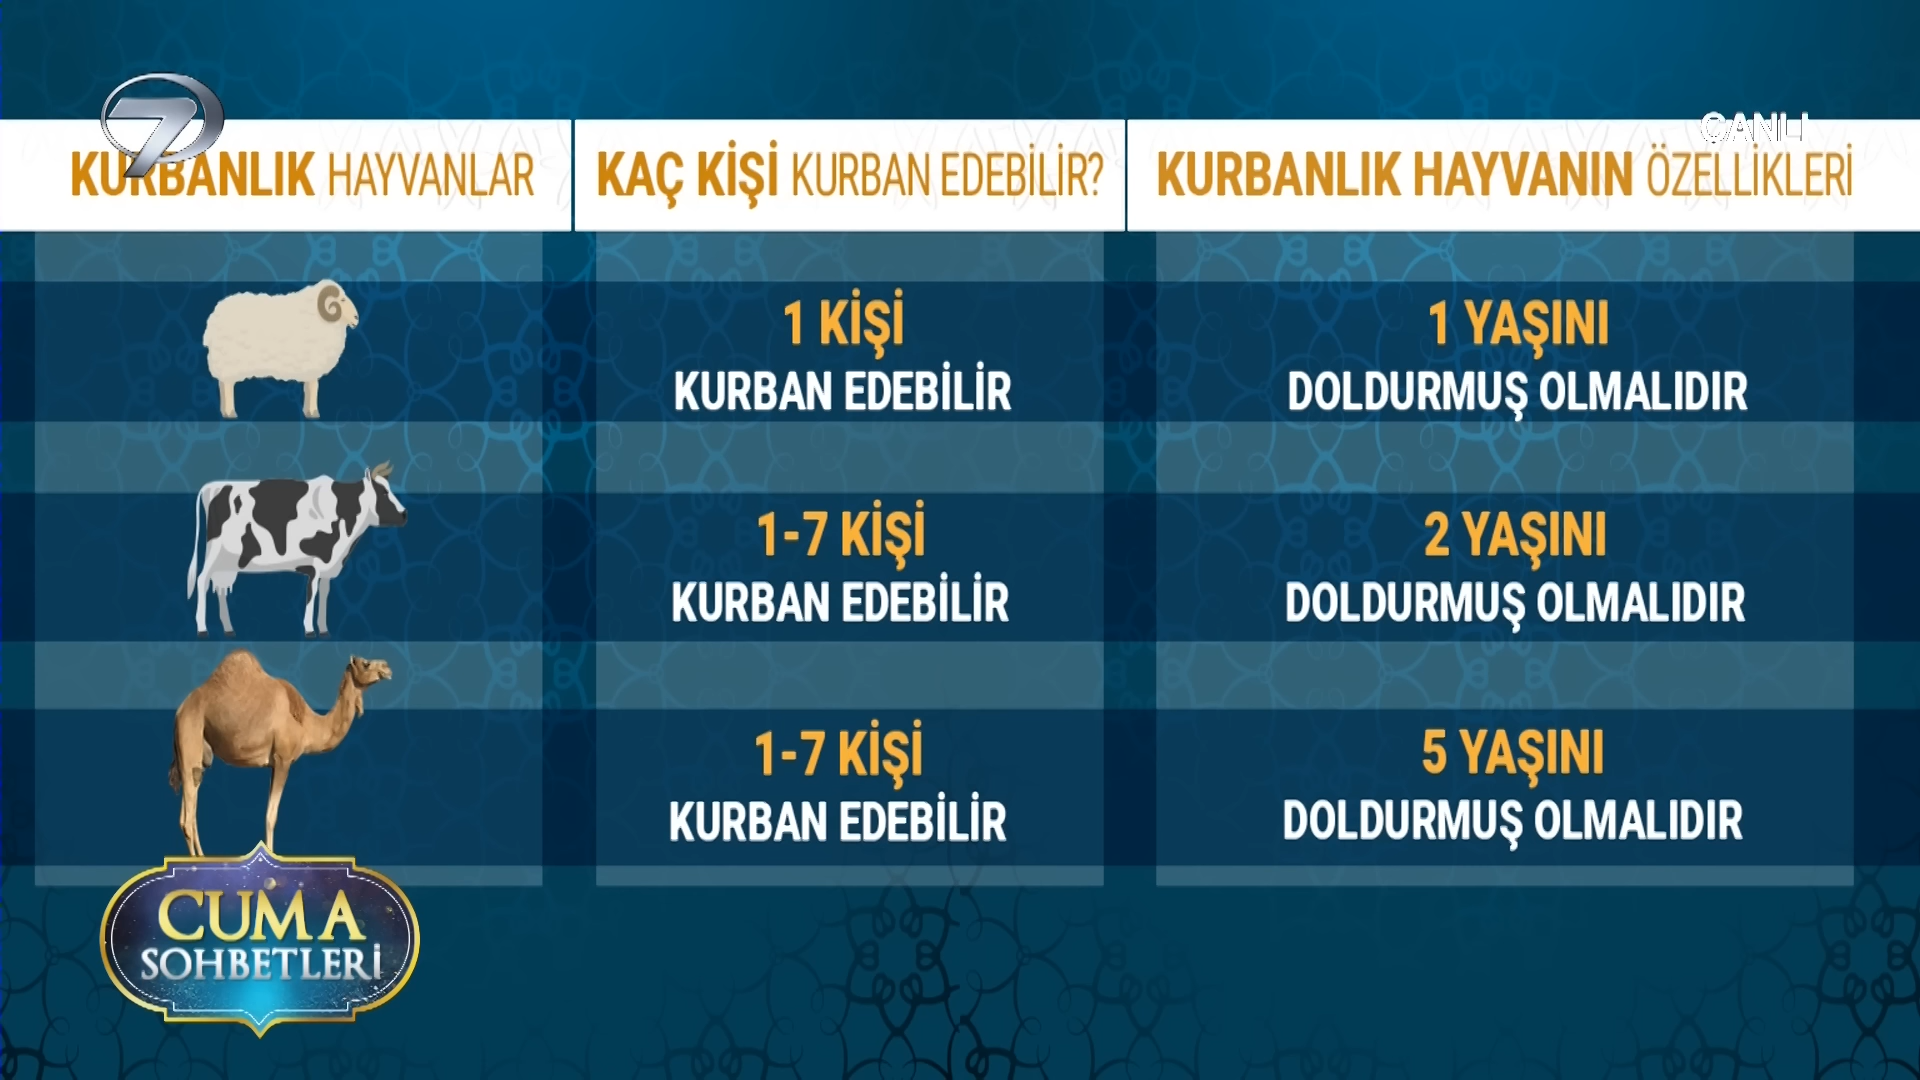 7
CANLI
KURBANLIK HAYVANLAR
KAÇ KİŞİ KURBAN EDEBİLİR?
KURBANLIK HAYVANIN ÖZELLİKLERİ
1 KİŞİ
KURBAN EDEBİLİR
1 YAŞINI
DOLDURMUŞ OLMALIDIR
1-7 KİŞİ
KURBAN EDEBİLİR
2 YAŞINI
DOLDURMUŞ OLMALIDIR
1-7 KİŞİ
KURBAN EDEBİLİR
5 YAŞINI
DOLDURMUŞ OLMALIDIR
CUMA
SOHBETLERİ